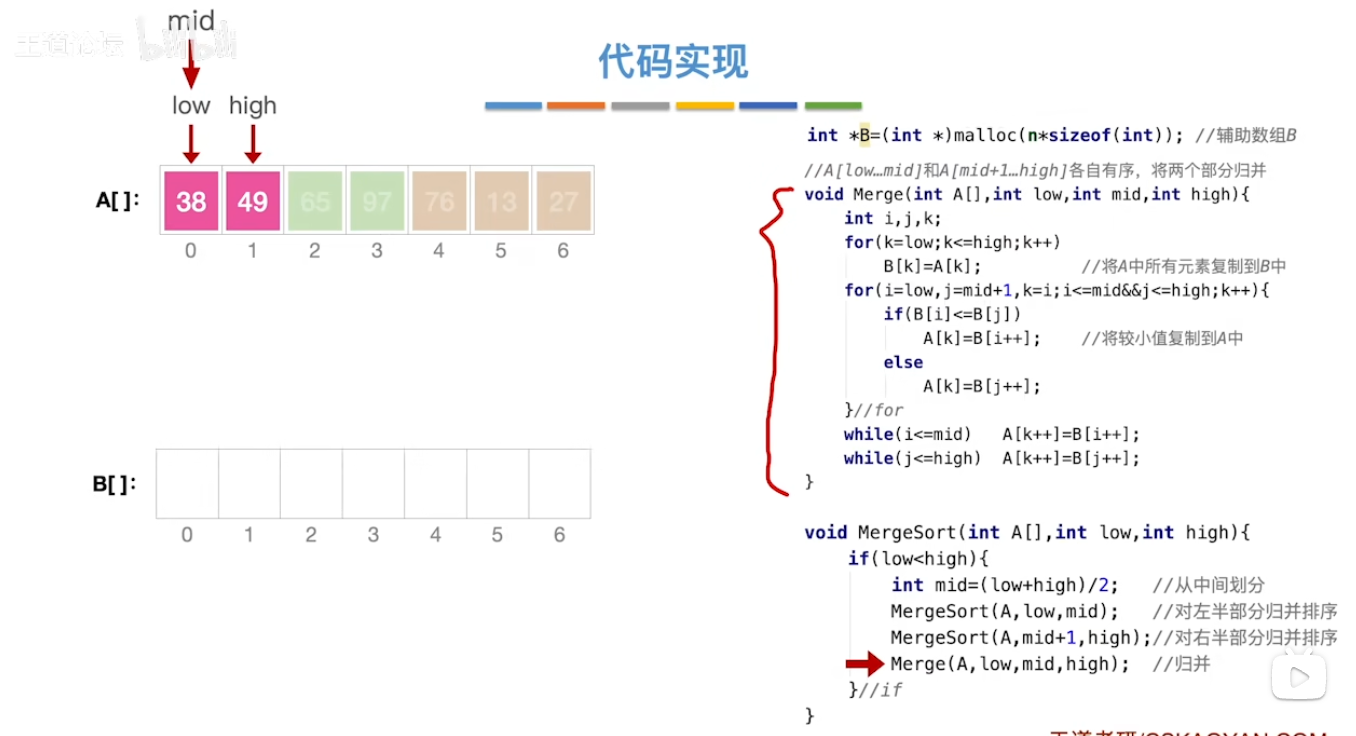 mid
王道论坛 bilibili
代码实现
low high
A[ ]: 38 49 65 97 76 13 27
0 1 2 3 4 5 6
B[ ]:
0 1 2 3 4 5 6
int *B=(int *)malloc(n*sizeof(int)); //辅助数组B
//A[low…mid]和A[mid+1…high]各自有序，将两个部分归并
void Merge(int A[],int low,int mid,int high){
int i,j,k;
for(k=low;k<=high;k++)
B[k]=A[k]; //将A中所有元素复制到B中
for(i=low,j=mid+1,k=i;i<=mid&&j<=high;k++){
if(B[i]<=B[j])
A[k]=B[i++]; //将较小值复制到A中
else
A[k]=B[j++];
}//for
while(i<=mid) A[k++]=B[i++];
while(j<=high) A[k++]=B[j++];
}
void MergeSort(int A[],int low,int high){
if(low<high){
int mid=(low+high)/2; //从中间划分
MergeSort(A,low,mid); //对左半部分归并排序
MergeSort(A,mid+1,high);//对右半部分归并排序
Merge(A,low,mid,high); //归并
}//if
}
王道考研/CSKAOYAN.COM